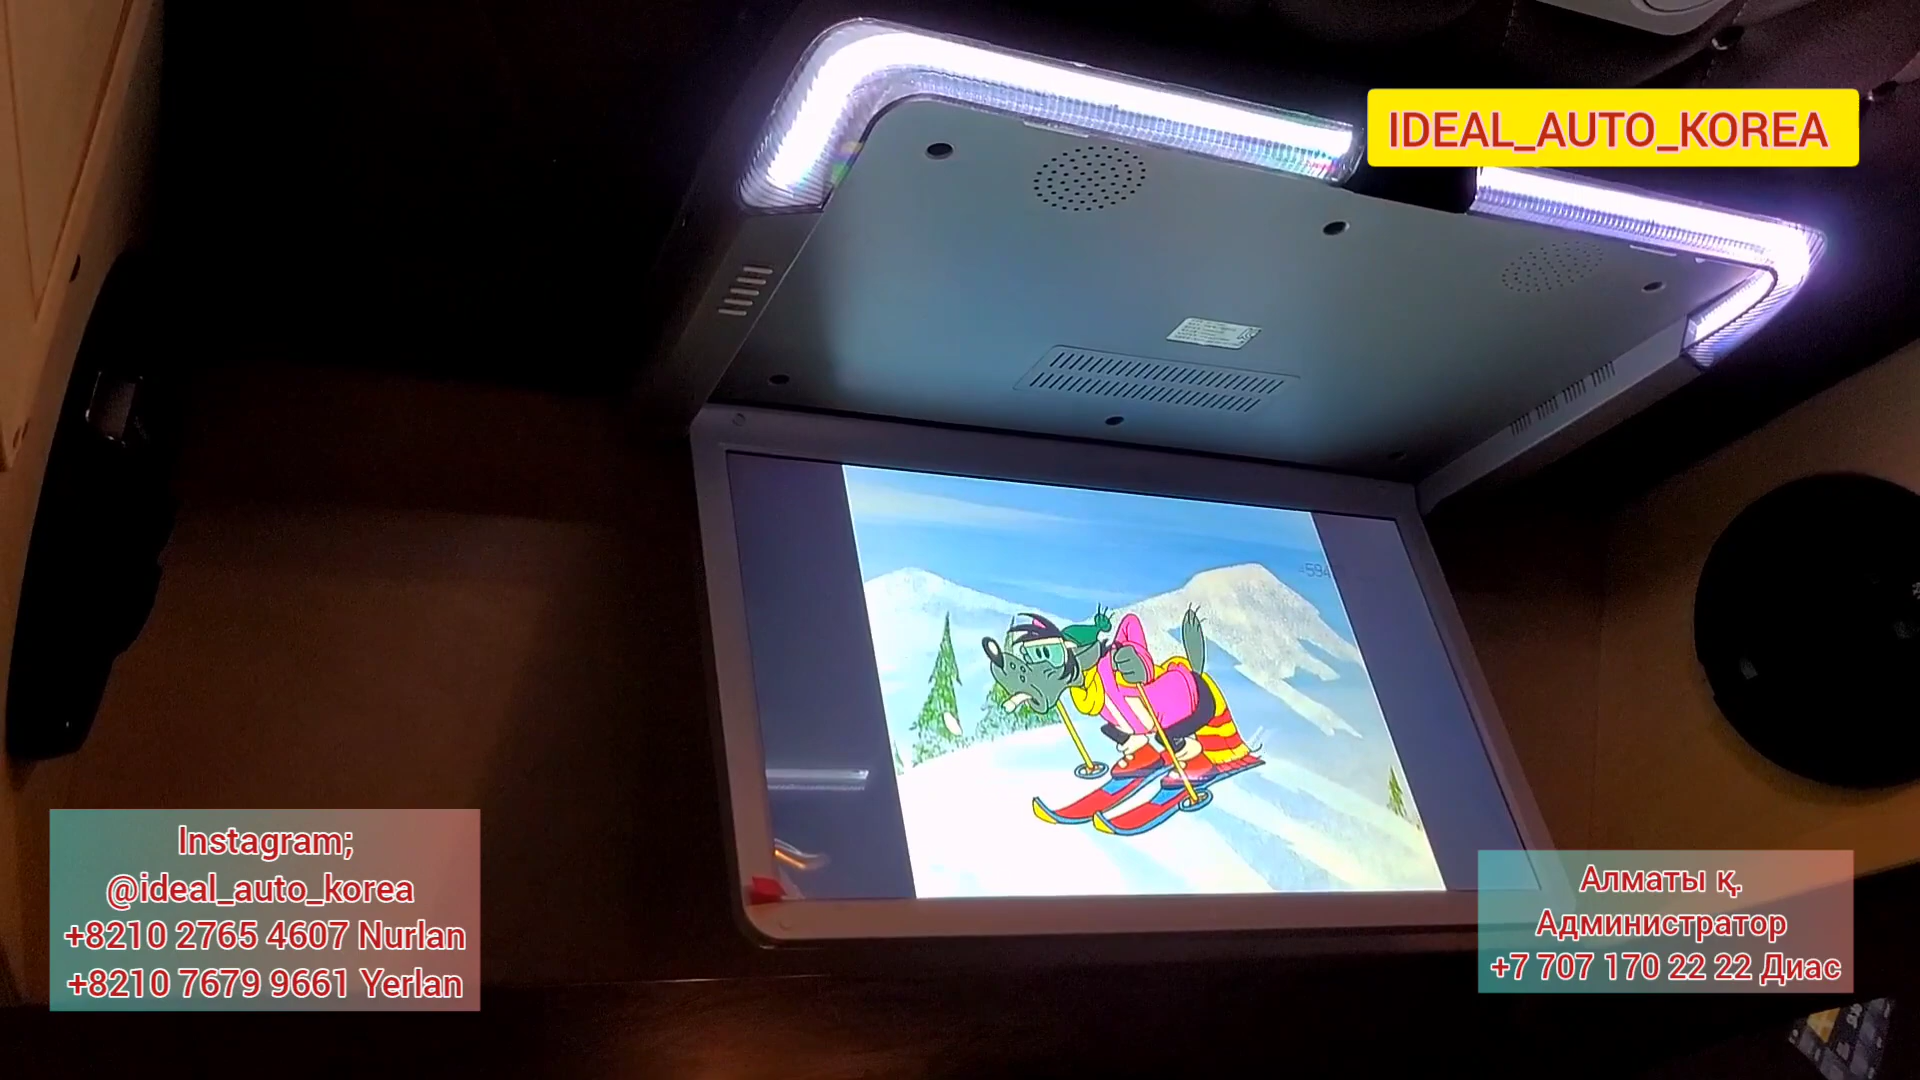 IDEAL_AUTO_KOREA
594
Instagram;
@ideal_auto_korea
+8210 2765 4607 Nurlan
+8210 7679 9661 Yerlan
Алматы қ.
Администратор
+7 707 170 22 22 Диас